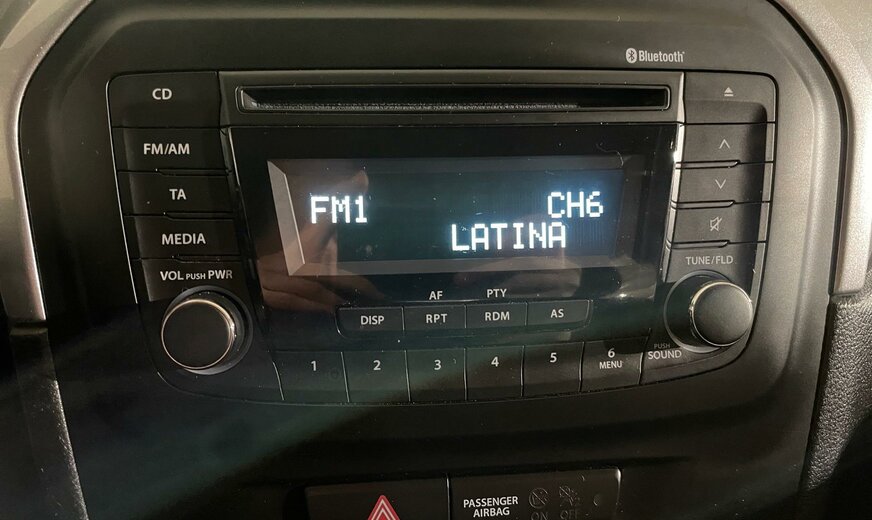 Bluetooth
CD
FM/AM
TA
MEDIA
VOL PUSH PWR
FM1 CH6
LATINA
TUNE/FLD
AF PTY
DISP RPT RDM AS
1 2 3 4 5 6
MENU
PUSH
SOUND
PASSENGER
AIRBAG
ON OFF